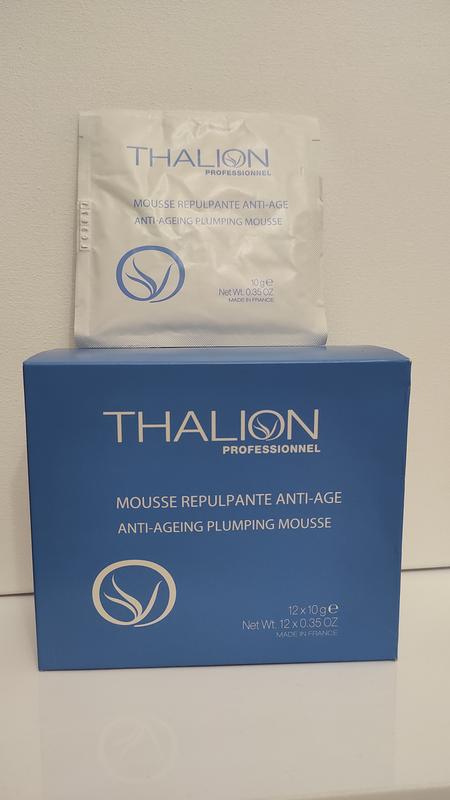 THALION
PROFESSIONNEL
MOUSSE REPULPANTE ANTI-AGE
ANTI-AGEING PLUMPING MOUSSE
10 g ℮
Net Wt. 0.35 OZ
MADE IN FRANCE
THALION
PROFESSIONNEL
MOUSSE REPULPANTE ANTI-AGE
ANTI-AGEING PLUMPING MOUSSE
12 x 10 g ℮
Net Wt. 12 x 0.35 OZ
MADE IN FRANCE